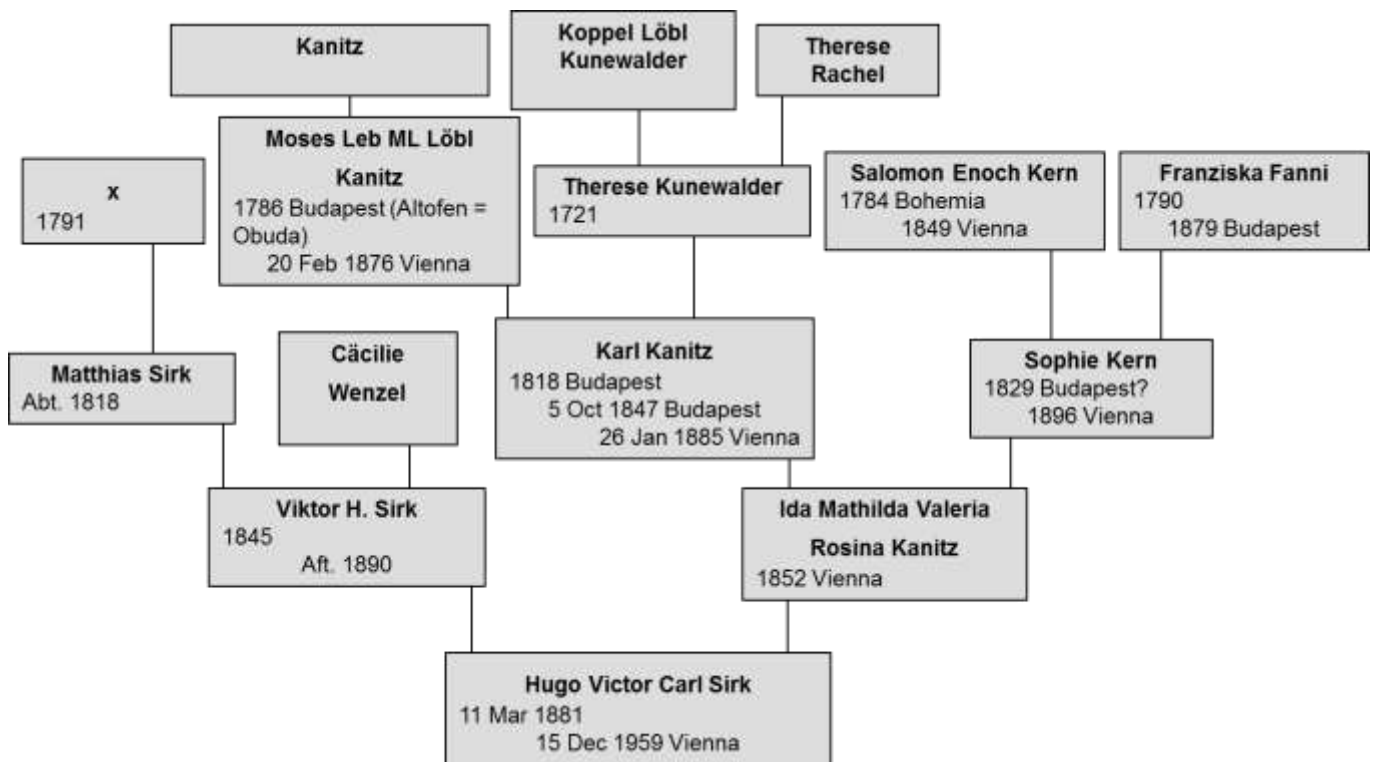 Kanitz
Koppel Löbl
Kunewalder
Therese
Rachel
Moses Leb ML Löbl
Kanitz
1786 Budapest (Altofen =
Obuda)
20 Feb 1876 Vienna
x
1791
Therese Kunewalder
1721
Salomon Enoch Kern
1784 Bohemia
1849 Vienna
Franziska Fanni
1790
1879 Budapest
Matthias Sirk
Abt. 1818
Cäcilie
Wenzel
Karl Kanitz
1818 Budapest
5 Oct 1847 Budapest
26 Jan 1885 Vienna
Sophie Kern
1829 Budapest?
1896 Vienna
Viktor H. Sirk
1845
Aft. 1890
Ida Mathilda Valeria
Rosina Kanitz
1852 Vienna
Hugo Victor Carl Sirk
11 Mar 1881
15 Dec 1959 Vienna